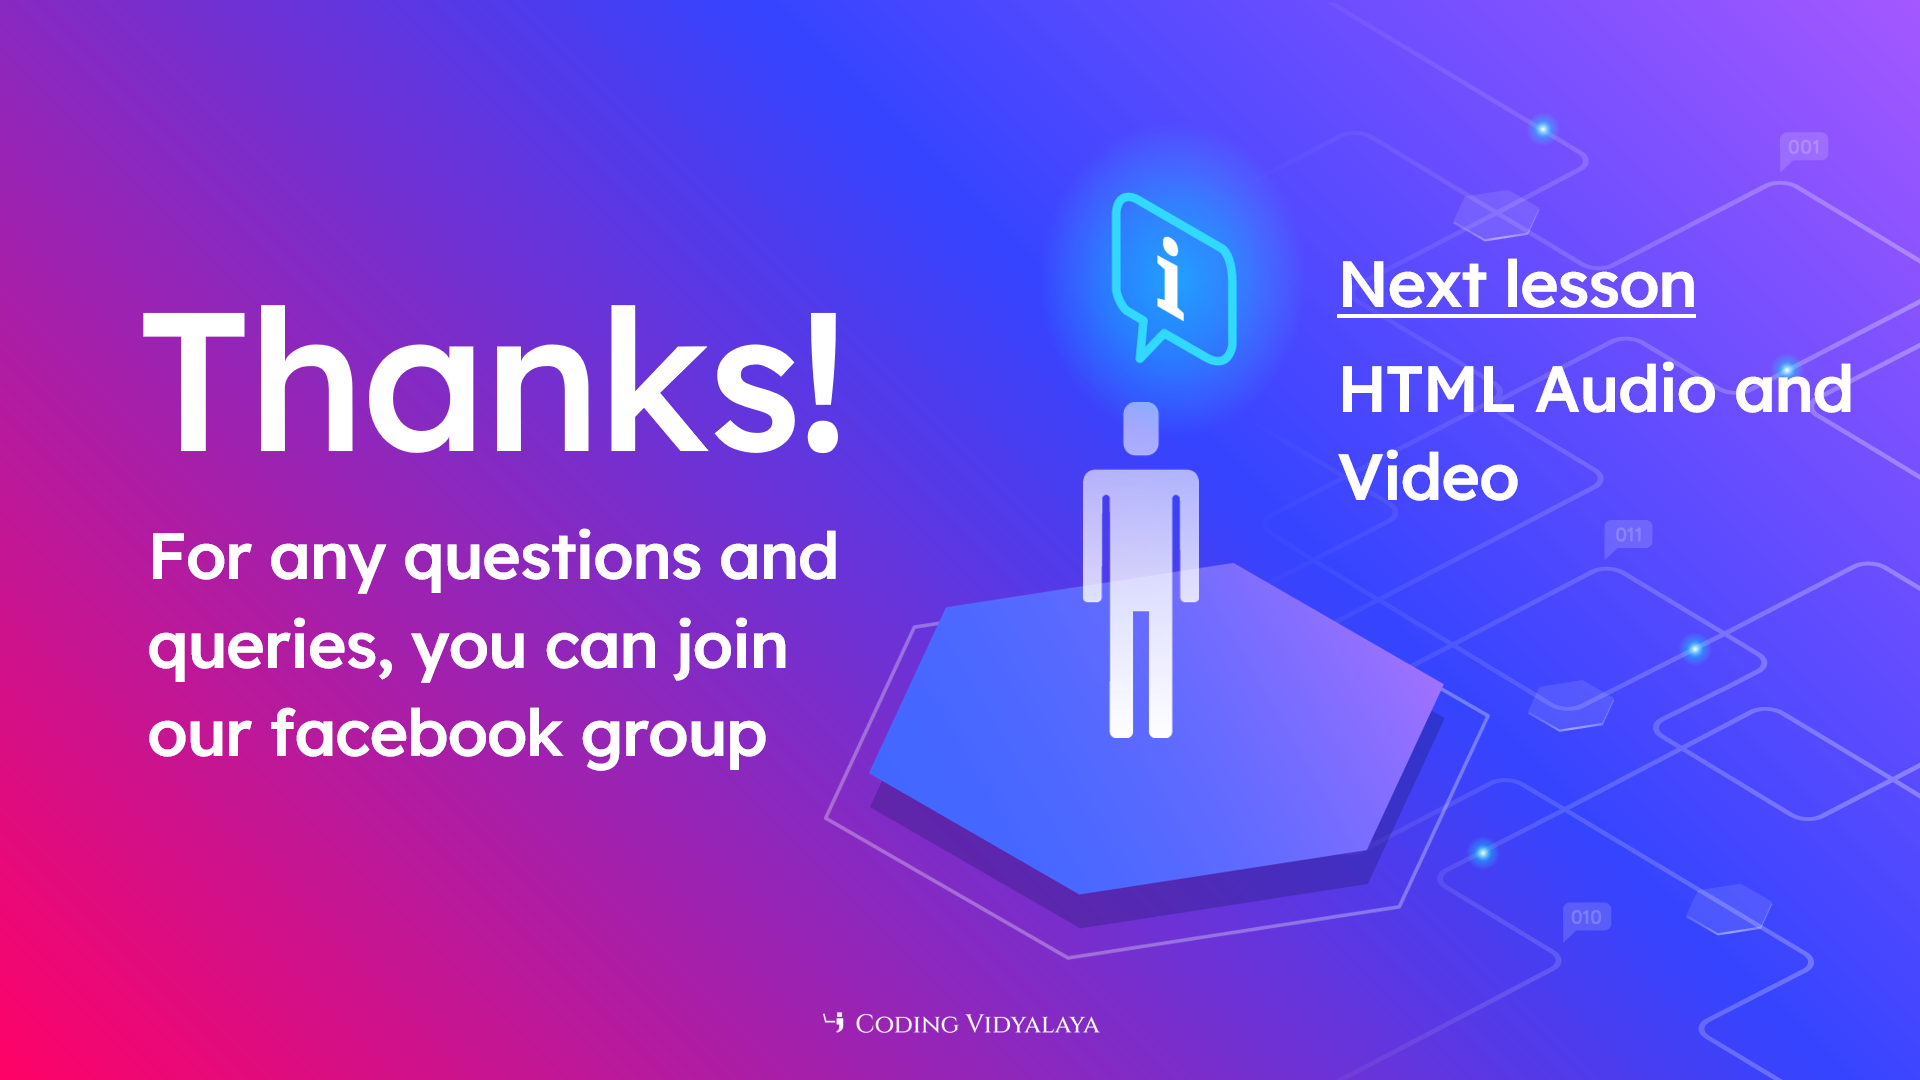 Thanks!
For any questions and
queries, you can join
our facebook group
i
Next lesson
HTML Audio and
Video
001
011
010
CODING VIDYALAYA